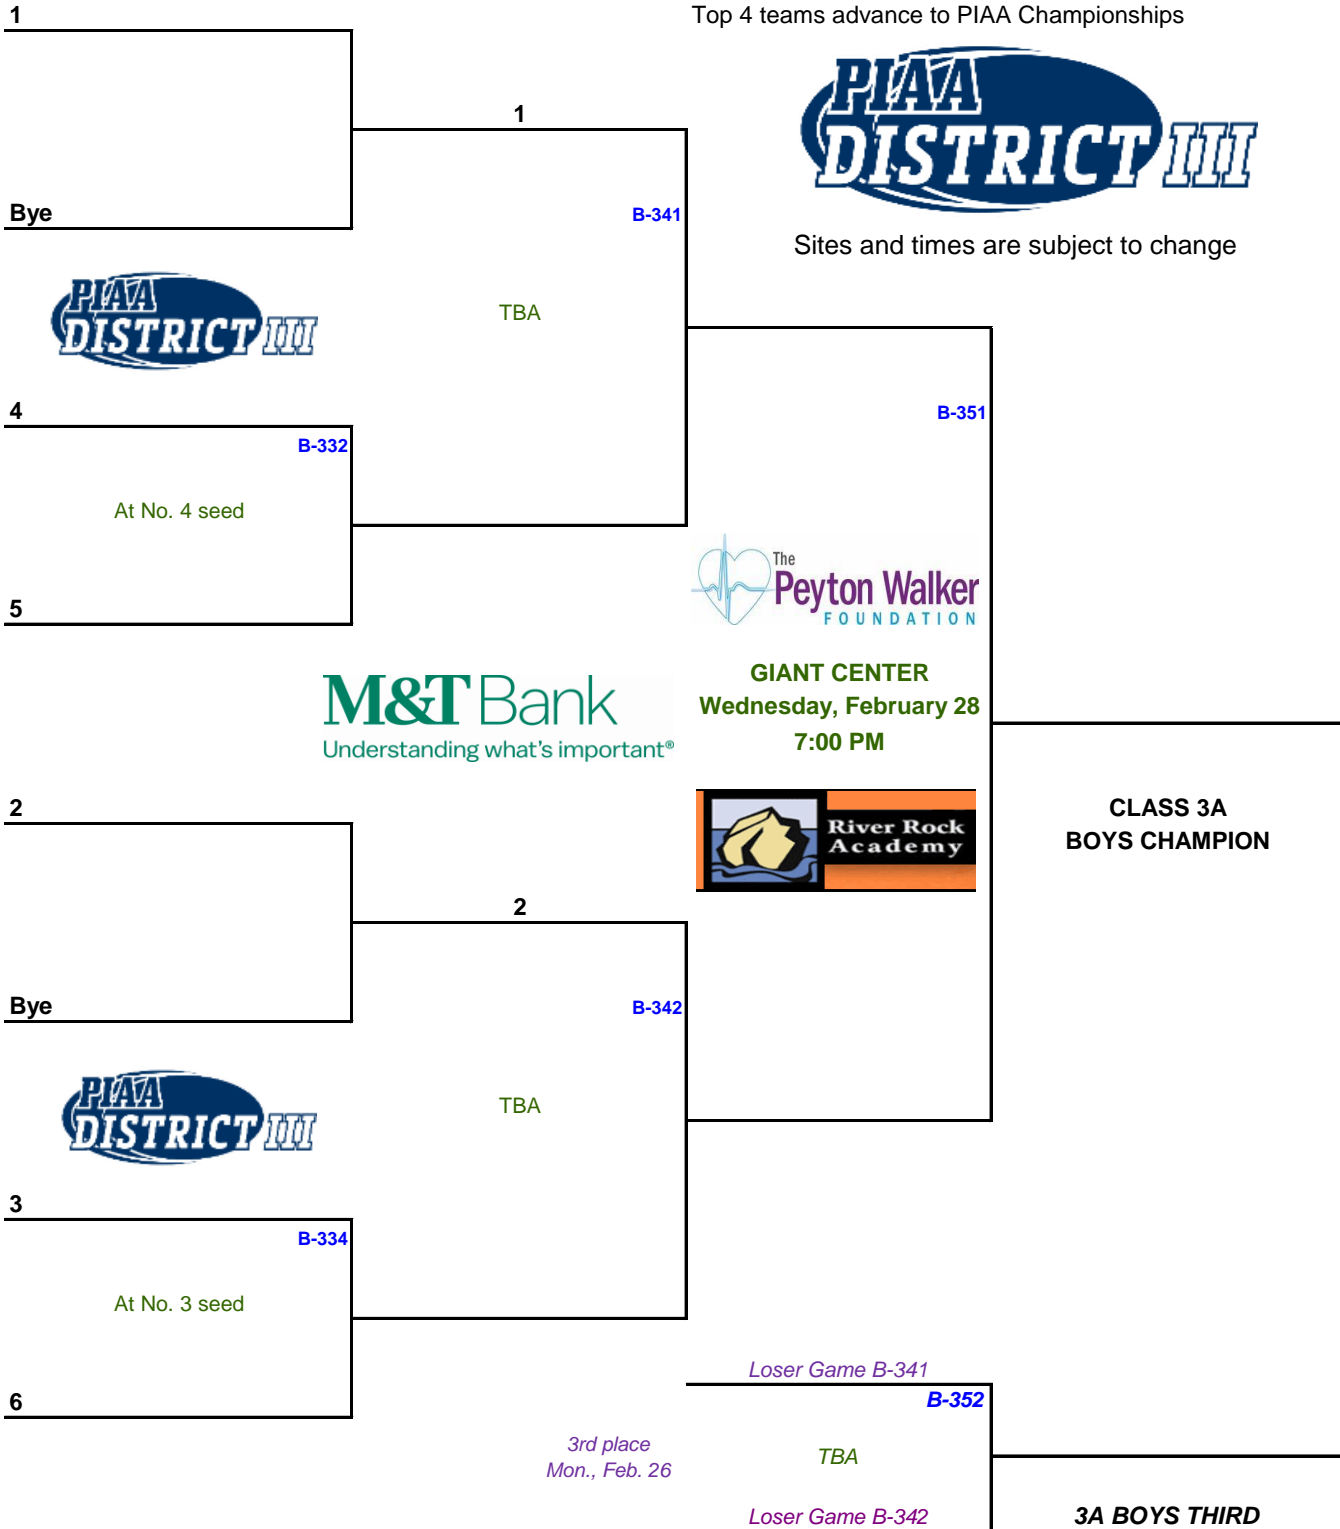 1
Top 4 teams advance to PIAA Championships
PIAA
DISTRICT III
1
Bye
B-341
Sites and times are subject to change
PIAA
DISTRICT III
TBA
4
B-351
B-332
At No. 4 seed
The
Peyton Walker
FOUNDATION
5
M&T Bank
Understanding what's important®
GIANT CENTER
Wednesday, February 28
7:00 PM
2
CLASS 3A
BOYS CHAMPION
River Rock
Academy
2
Bye
B-342
PIAA
DISTRICT III
TBA
3
B-334
At No. 3 seed
Loser Game B-341
6
B-352
3rd place
Mon., Feb. 26
TBA
Loser Game B-342
3A BOYS THIRD